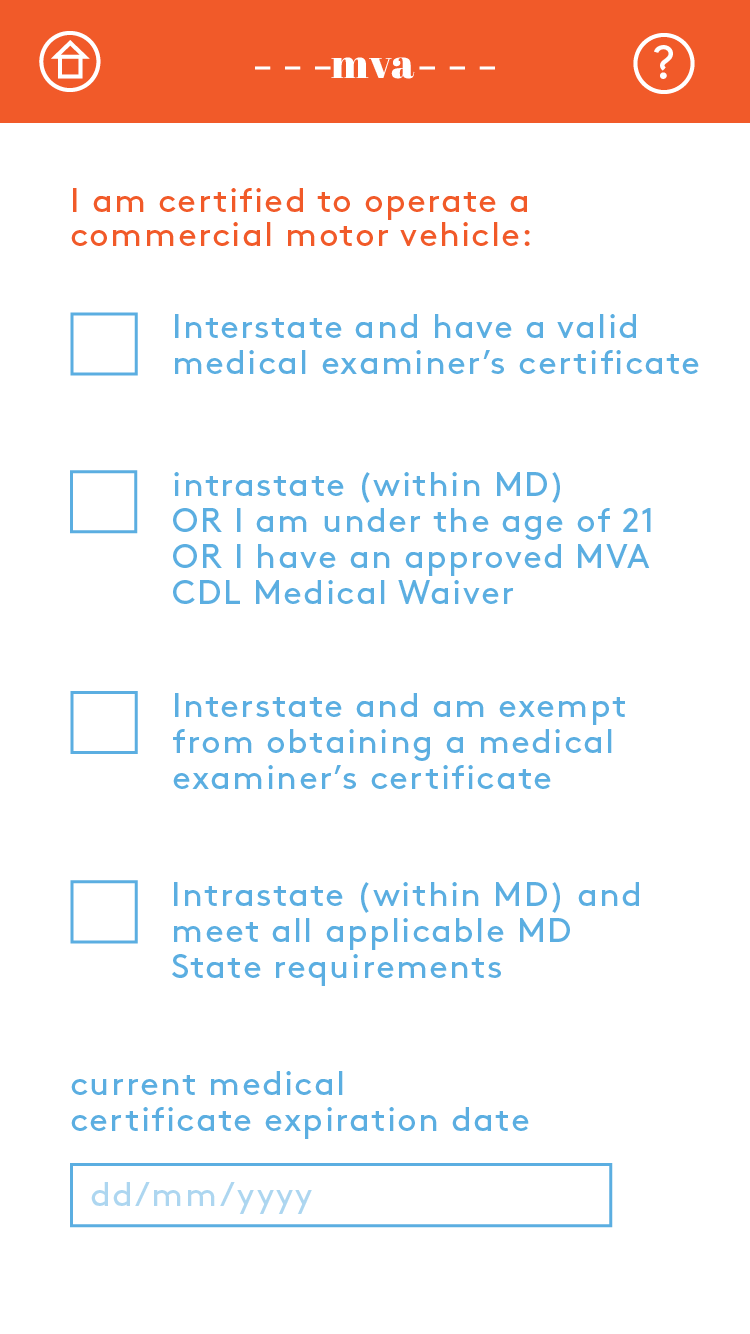 ---mva---
?
I am certified to operate a
commercial motor vehicle:
Interstate and have a valid
medical examiner’s certificate
intrastate (within MD)
OR I am under the age of 21
OR I have an approved MVA
CDL Medical Waiver
Interstate and am exempt
from obtaining a medical
examiner’s certificate
Intrastate (within MD) and
meet all applicable MD
State requirements
current medical
certificate expiration date
dd/mm/yyyy